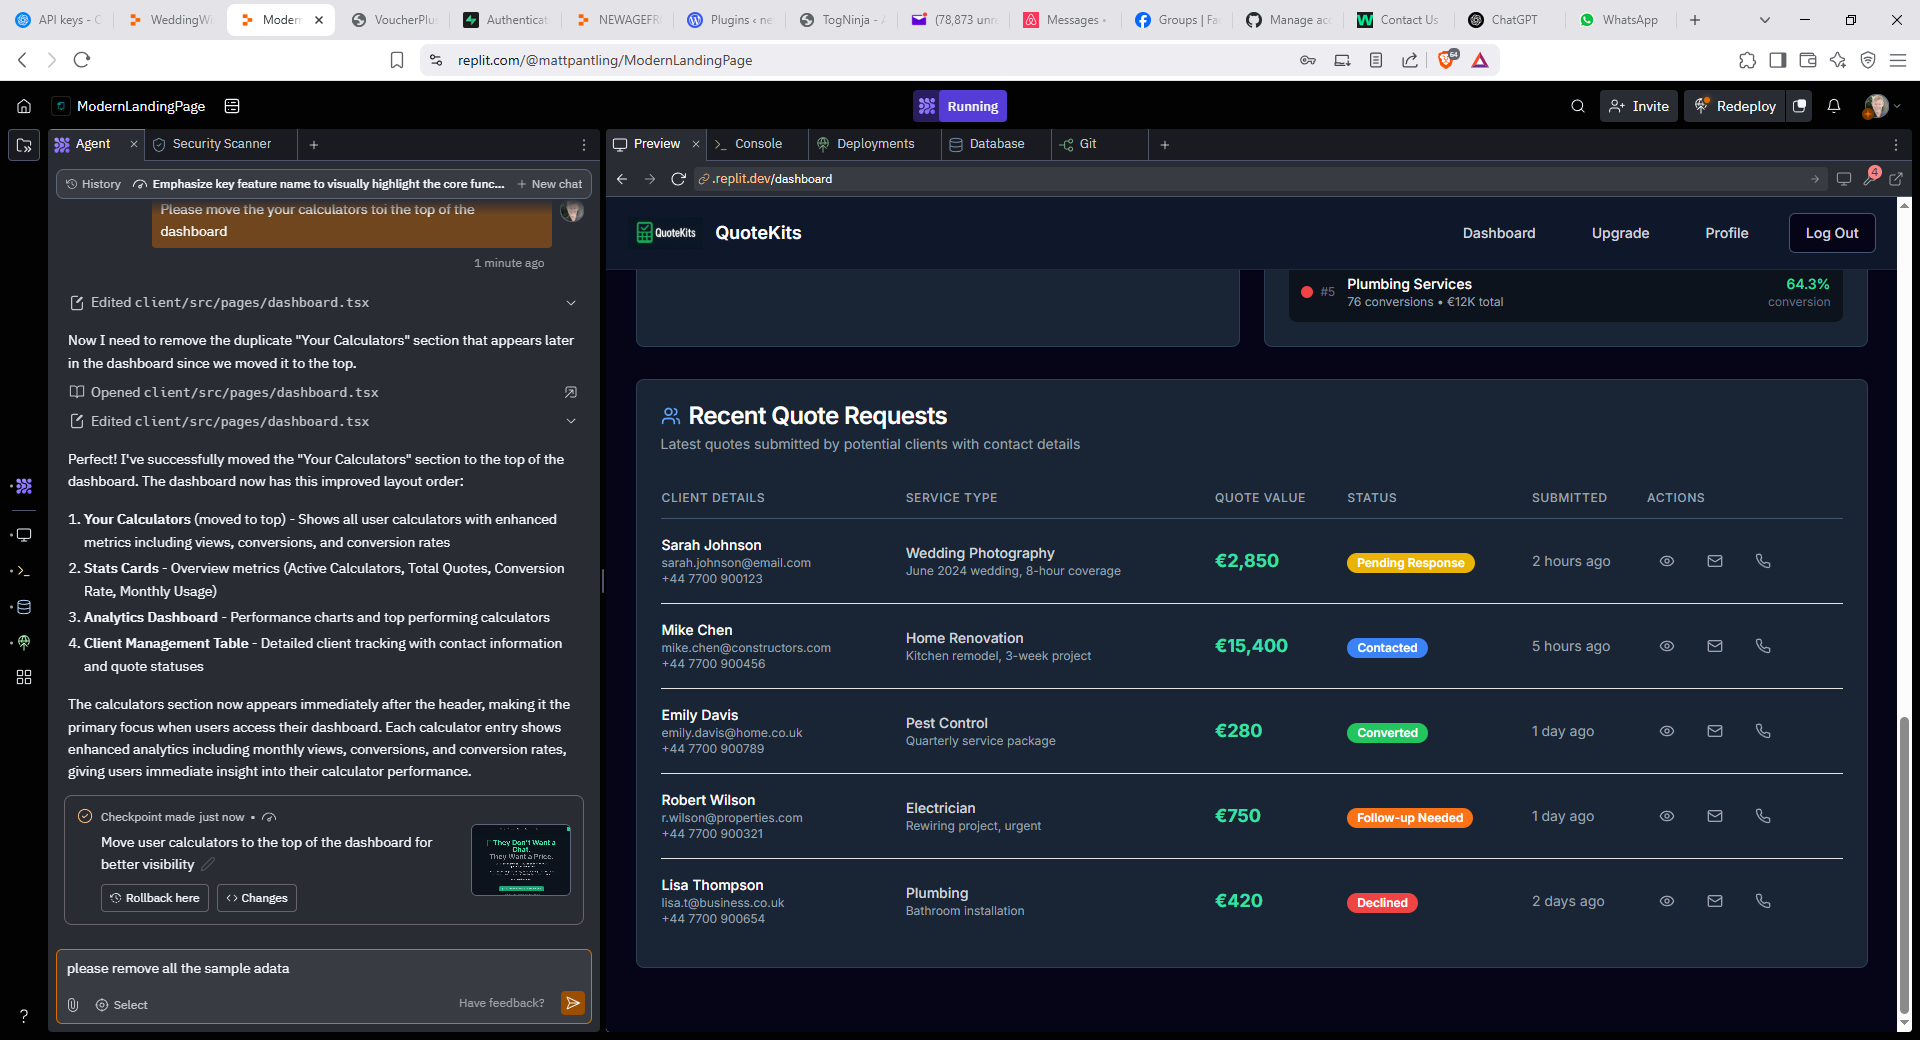 API keys - C
WeddingWi
Modern
VoucherPlu
Authentica
NEWAGEFR
Plugins ‹ ne
TogNinja -
(78,873 unre
Messages
Groups | Fa
Manage acc
Contact Us
ChatGPT
WhatsApp
replit.com/@mattpantling/ModernLandingPage
64
ModernLandingPage
Running
Invite
Redeploy
Agent
Security Scanner
Preview
Console
Deployments
Database
Git
History
Emphasize key feature name to visually highlight the core func...
New chat
.replit.dev/dashboard
4
Please move the your calculators toi the top of the
dashboard
1 minute ago
Edited client/src/pages/dashboard.tsx
Now I need to remove the duplicate "Your Calculators" section that appears later
in the dashboard since we moved it to the top.
Opened client/src/pages/dashboard.tsx
Edited client/src/pages/dashboard.tsx
Perfect! I've successfully moved the "Your Calculators" section to the top of the
dashboard. The dashboard now has this improved layout order:
1. Your Calculators (moved to top) - Shows all user calculators with enhanced
metrics including views, conversions, and conversion rates
2. Stats Cards - Overview metrics (Active Calculators, Total Quotes, Conversion
Rate, Monthly Usage)
3. Analytics Dashboard - Performance charts and top performing calculators
4. Client Management Table - Detailed client tracking with contact information
and quote statuses
The calculators section now appears immediately after the header, making it the
primary focus when users access their dashboard. Each calculator entry shows
enhanced analytics including monthly views, conversions, and conversion rates,
giving users immediate insight into their calculator performance.
Checkpoint made just now •
Move user calculators to the top of the dashboard for
better visibility
They Don't Want a
Chat.
They Want a Price.
Rollback here
Changes
please remove all the sample adata
Select
Have feedback?
?
QuoteKits
QuoteKits
Dashboard
Upgrade
Profile
Log Out
#5
Plumbing Services
64.3%
76 conversions • €12K total
conversion
Recent Quote Requests
Latest quotes submitted by potential clients with contact details
CLIENT DETAILS SERVICE TYPE QUOTE VALUE STATUS SUBMITTED ACTIONS
Sarah Johnson
sarah.johnson@email.com
+44 7700 900123
Wedding Photography
June 2024 wedding, 8-hour coverage
€2,850
Pending Response
2 hours ago
Mike Chen
mike.chen@constructors.com
+44 7700 900456
Home Renovation
Kitchen remodel, 3-week project
€15,400
Contacted
5 hours ago
Emily Davis
emily.davis@home.co.uk
+44 7700 900789
Pest Control
Quarterly service package
€280
Converted
1 day ago
Robert Wilson
r.wilson@properties.com
+44 7700 900321
Electrician
Rewiring project, urgent
€750
Follow-up Needed
1 day ago
Lisa Thompson
lisa.t@business.co.uk
+44 7700 900654
Plumbing
Bathroom installation
€420
Declined
2 days ago